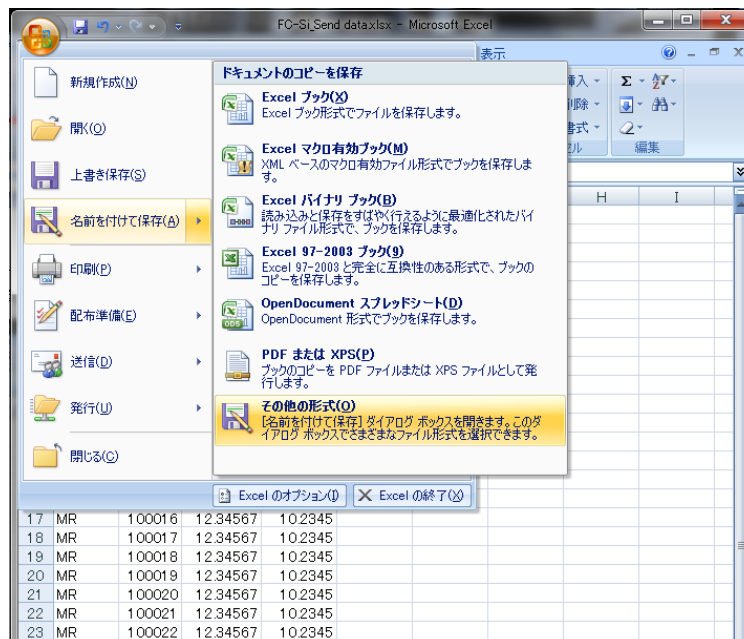 FC-Si_Send data.xlsx - Microsoft Excel
表示
新規作成(N)
開く(O)
上書き保存(S)
名前を付けて保存(A)
印刷(P)
配布準備(E)
送信(D)
発行(U)
閉じる(C)
ドキュメントのコピーを保存
Excel ブック(X)
Excel ブック形式でファイルを保存します。
Excel マクロ有効ブック(M)
XML ベースのマクロ有効ファイル形式でブックを保存しま
す。
Excel バイナリ ブック(B)
読み込みと保存をすばやく行えるように最適化されたバイ
ナリ ファイル形式で、ブックを保存します。
Excel 97-2003 ブック(9)
Excel 97-2003 と完全に互換性のある形式で、ブックの
コピーを保存します。
OpenDocument スプレッドシート(D)
OpenDocument 形式でブックを保存します。
ODS
PDF または XPS(P)
ブックのコピーを PDF ファイルまたは XPS ファイルとして発
行します。
その他の形式(O)
[名前を付けて保存] ダイアログ ボックスを開きます。このダ
イアログ ボックスでさまざまなファイル形式を選択できます。
Excel のオプション(I)
Excel の終了(X)
挿入
削除
書式
セル
Σ
編集
H I
17 MR 100016 12.34567 10.2345
18 MR 100017 12.34567 10.2345
19 MR 100018 12.34567 10.2345
20 MR 100019 12.34567 10.2345
21 MR 100020 12.34567 10.2345
22 MR 100021 12.34567 10.2345
23 MR 100022 12.34567 10.2345